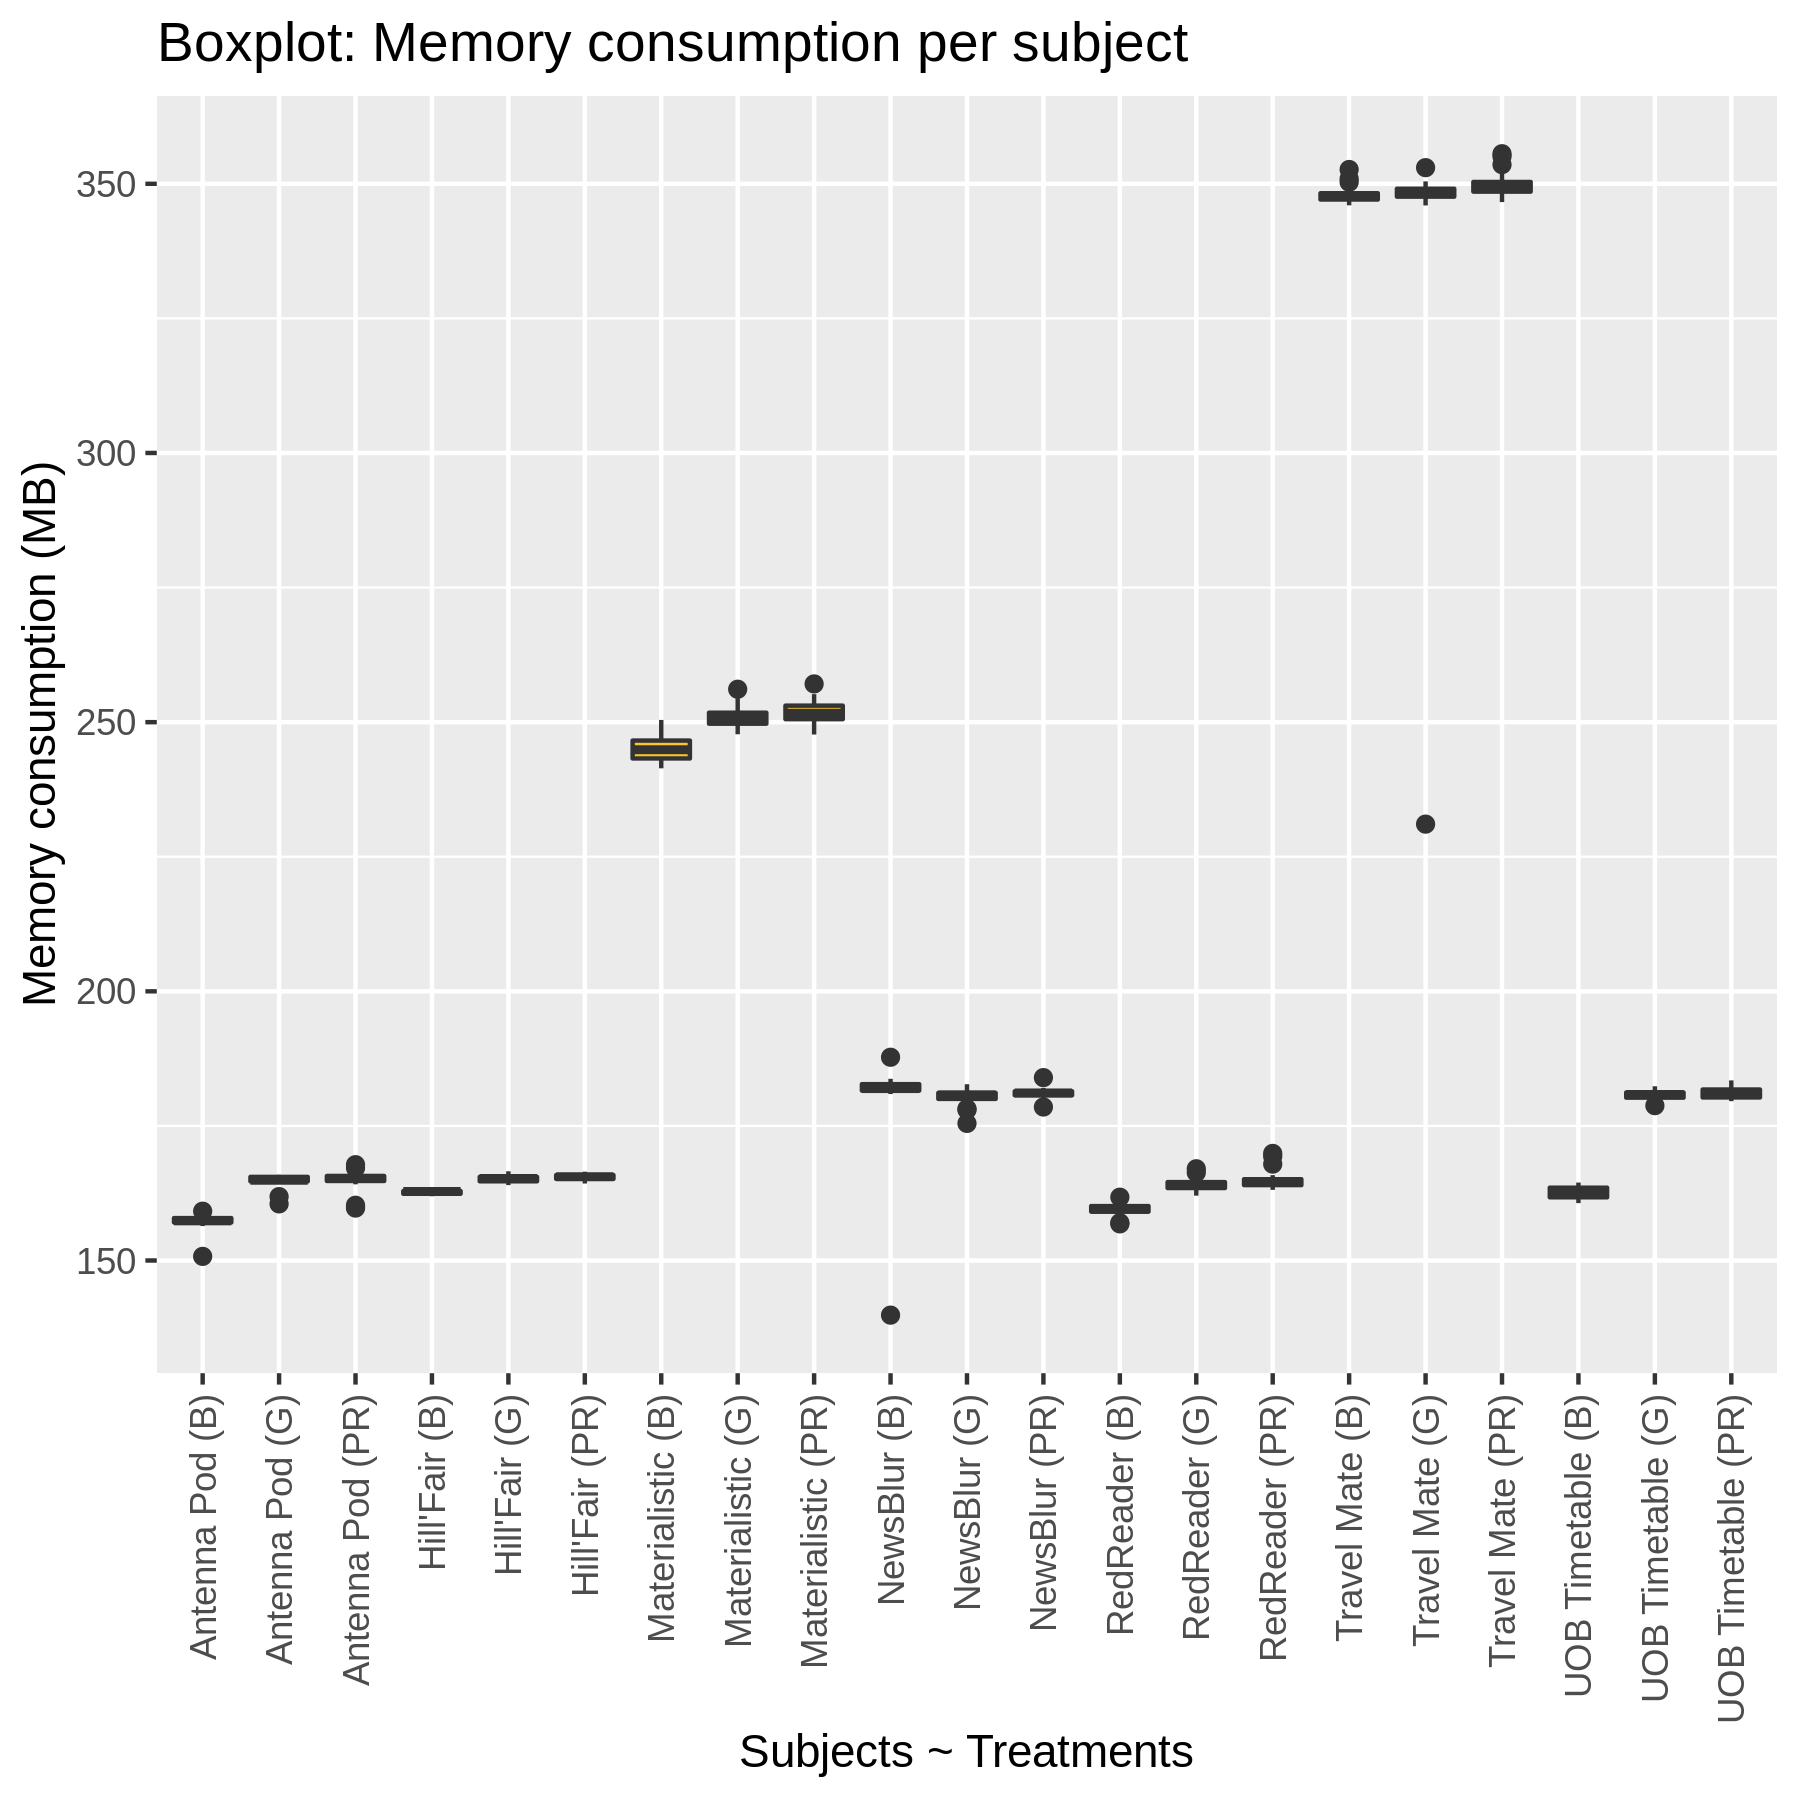 Boxplot: Memory consumption per subject
Memory consumption (MB)
350
300
250
200
150
Antenna Pod (B)
Antenna Pod (G)
Antenna Pod (PR)
Hill'Fair (B)
Hill'Fair (G)
Hill'Fair (PR)
Materialistic (B)
Materialistic (G)
Materialistic (PR)
NewsBlur (B)
NewsBlur (G)
NewsBlur (PR)
RedReader (B)
RedReader (G)
RedReader (PR)
Travel Mate (B)
Travel Mate (G)
Travel Mate (PR)
UOB Timetable (B)
UOB Timetable (G)
UOB Timetable (PR)
Subjects ~ Treatments